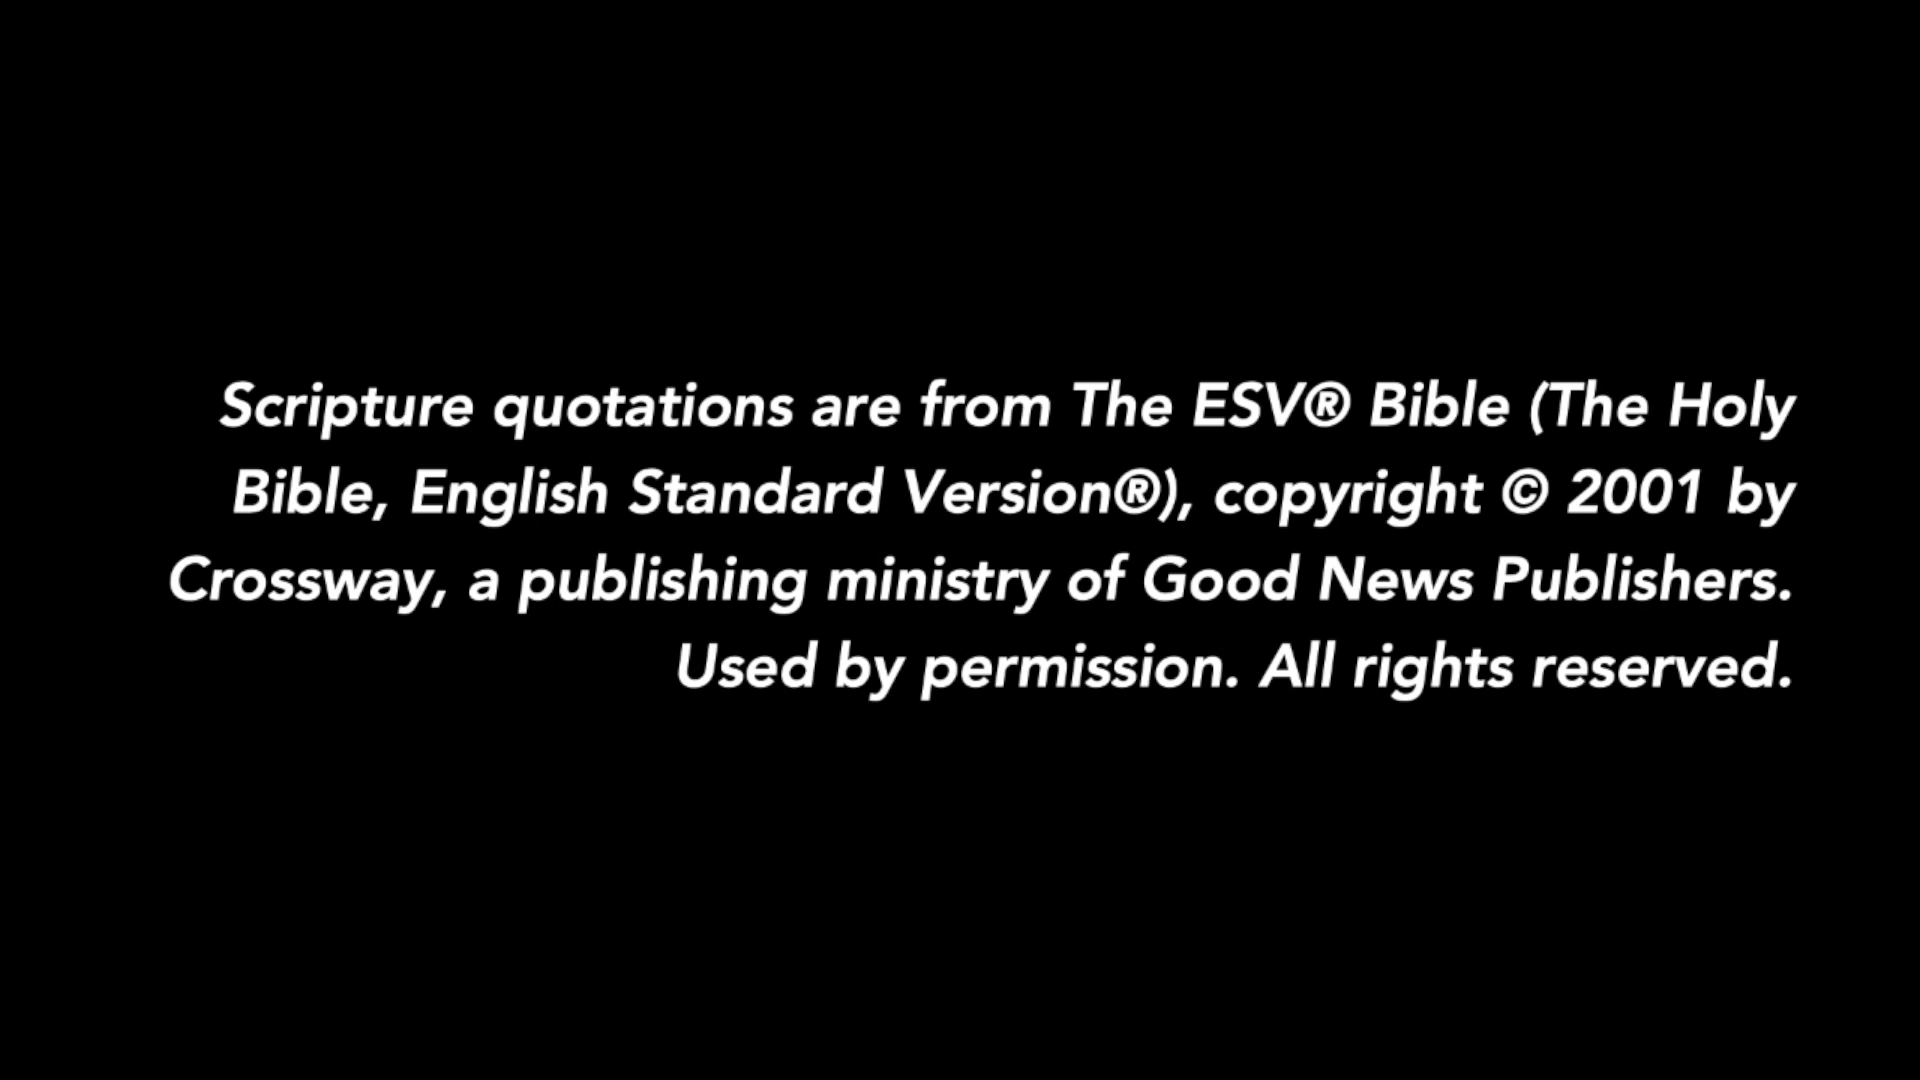 Scripture quotations are from The ESV® Bible (The Holy
Bible, English Standard Version®), copyright © 2001 by
Crossway, a publishing ministry of Good News Publishers.
Used by permission. All rights reserved.